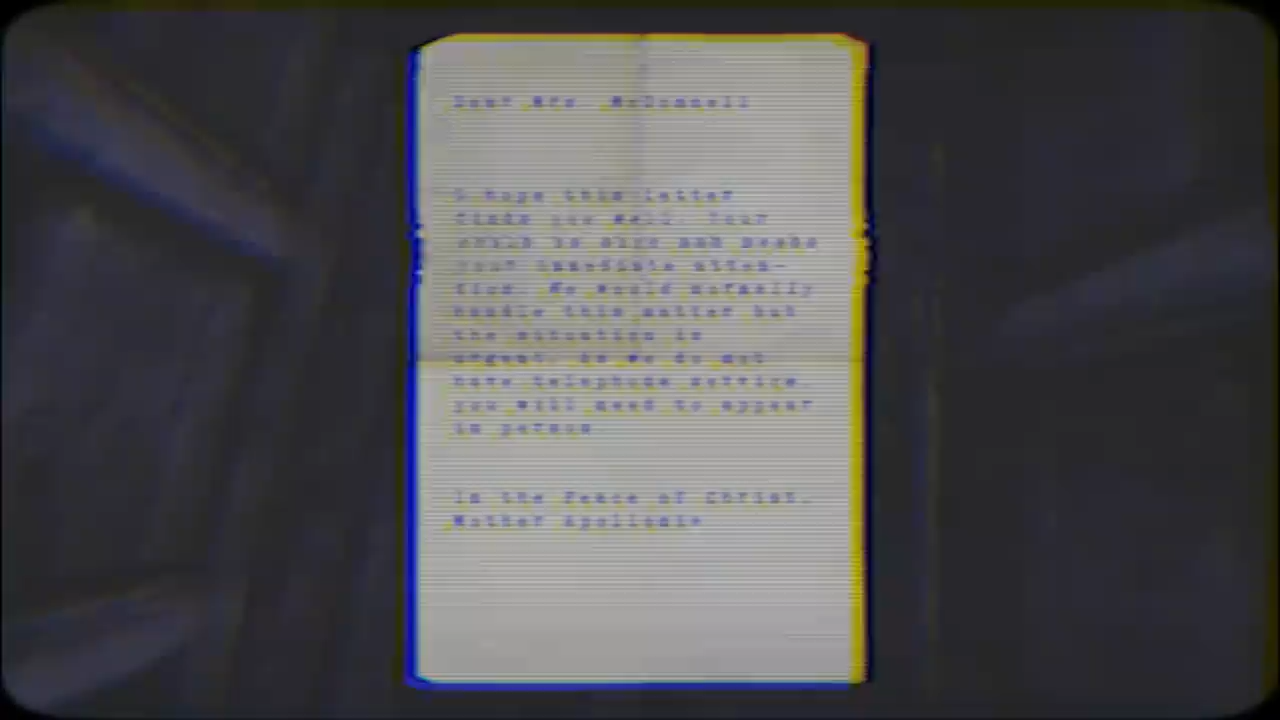 Dear Mrs. McDonnell
I hope this letter
finds you well. Your
child is sick and needs
your immediate atten-
tion. We would normally
handle this matter but
the situation is
urgent. As we do not
have telephone service,
you will need to appear
in person.
In the Peace of Christ,
Mother Apollonia